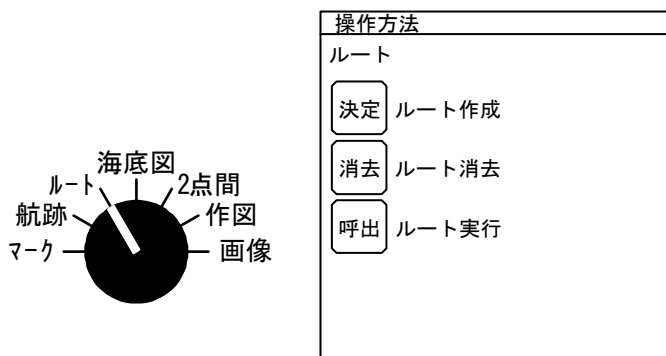 海底図
ルート
2点間
航跡
作図
マーク
画像
操作方法
ルート
決定 ルート作成
消去 ルート消去
呼出 ルート実行